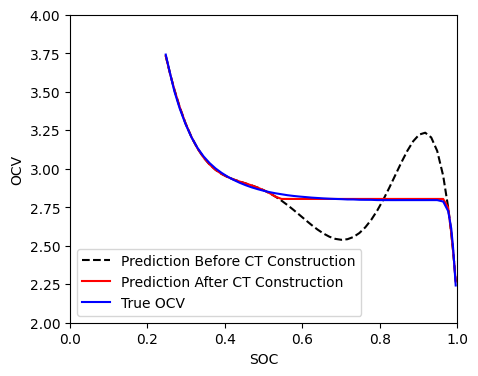 4.00
3.75
3.50
3.25
3.00
2.75
2.50
2.25
2.00
OCV
Prediction Before CT Construction
Prediction After CT Construction
True OCV
0.0 0.2 0.4 0.6 0.8 1.0
SOC